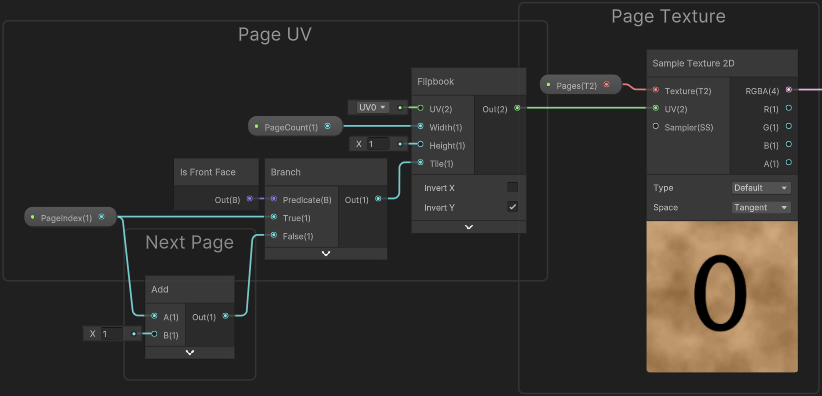 Page UV
Page Texture
Flipbook
UV0
UV(2)
Out(2)
PageCount(1)
Width(1)
X 1
Height(1)
Tile(1)
Invert X
Invert Y
Pages(T2)
Sample Texture 2D
Texture(T2)
RGBA(4)
UV(2)
R(1)
Sampler(SS)
G(1)
B(1)
A(1)
Type
Default
Space
Tangent
0
Is Front Face
Out(B)
Branch
Predicate(B)
Out(1)
True(1)
False(1)
PageIndex(1)
Next Page
Add
A(1)
Out(1)
X 1
B(1)